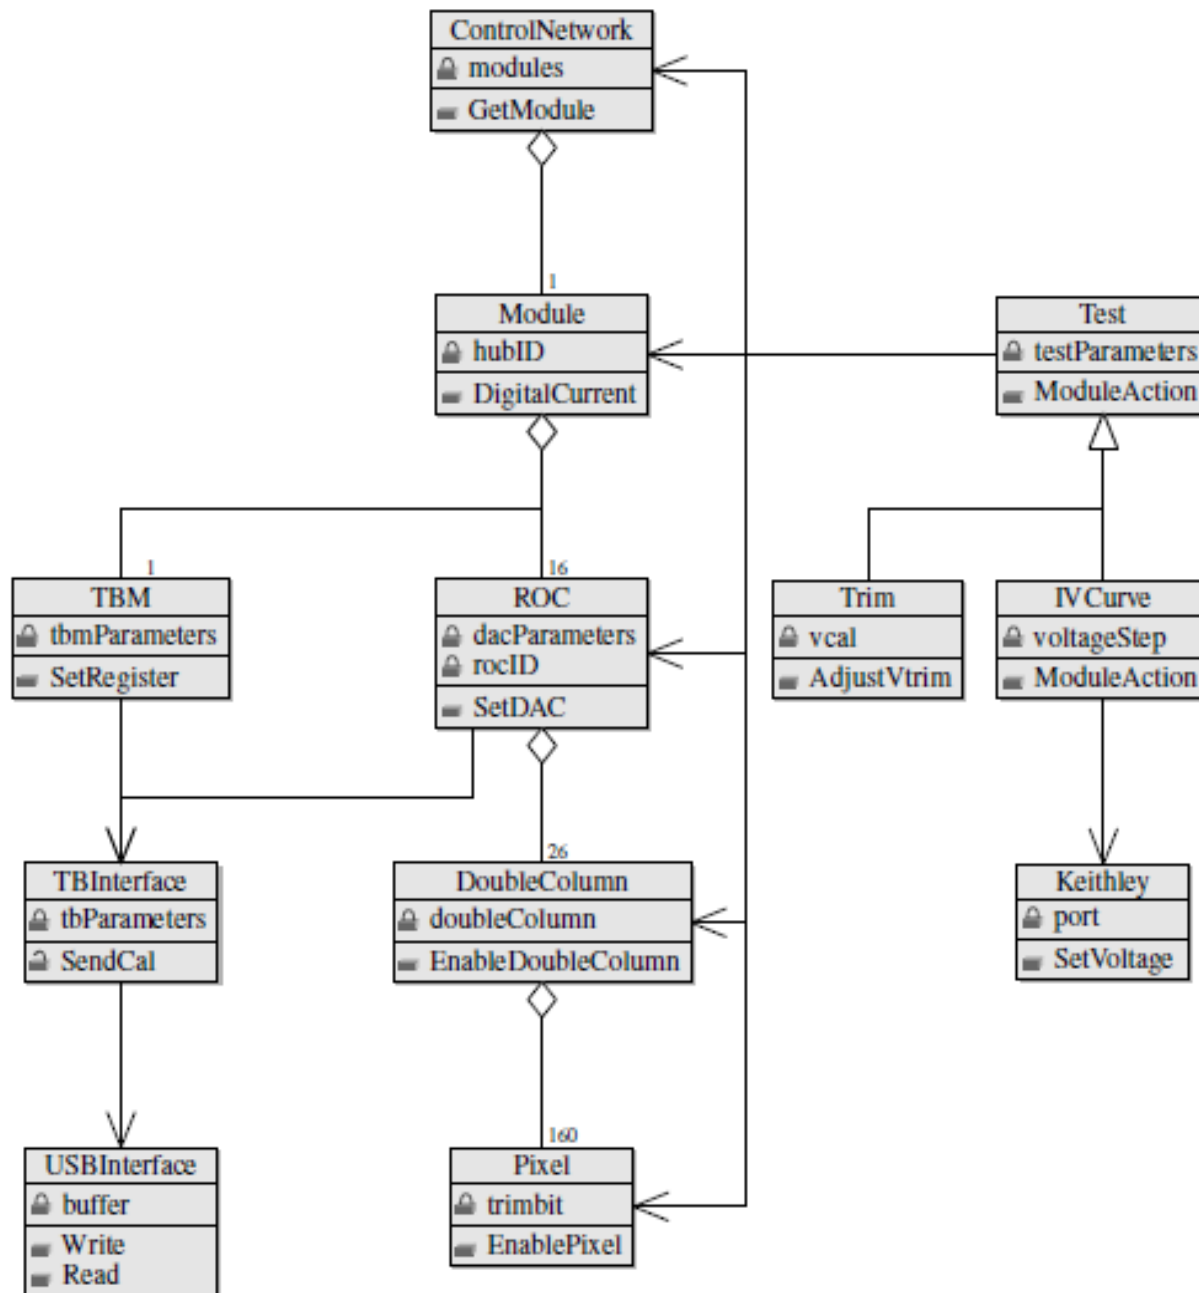 ControlNetwork
modules
GetModule
1
Module
hubID
DigitalCurrent
Test
testParameters
ModuleAction
1
TBM
tbmParameters
SetRegister
16
ROC
dacParameters
rocID
SetDAC
Trim
vcal
AdjustVtrim
IVCurve
voltageStep
ModuleAction
TBInterface
tbParameters
SendCal
26
DoubleColumn
doubleColumn
EnableDoubleColumn
Keithley
port
SetVoltage
USBInterface
buffer
Write
Read
160
Pixel
trimbit
EnablePixel